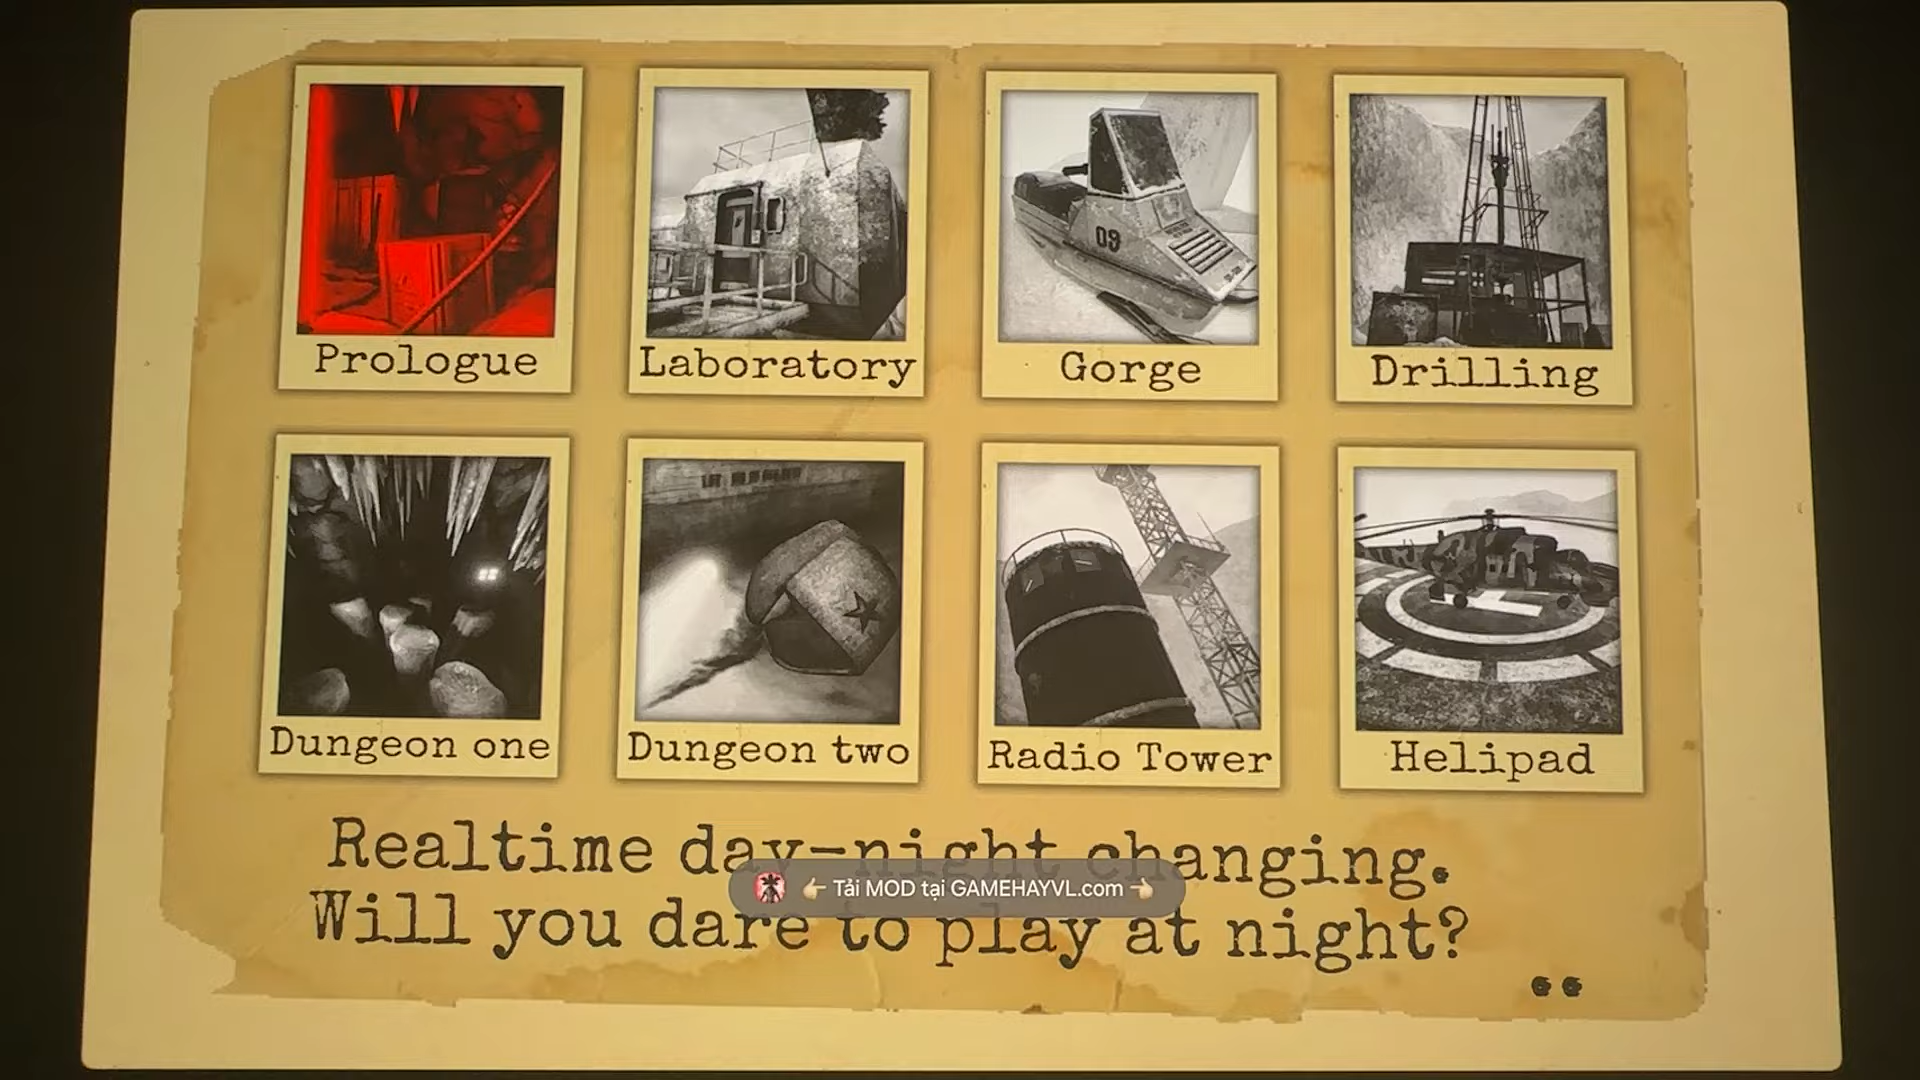 09
Prologue
Laboratory
Gorge
Drilling
Dungeon one
Dungeon two
Radio Tower
Helipad
Realtime day-night changing.
Tải MOD tại GAMEHAYVL.com
Will you dare to play at night?